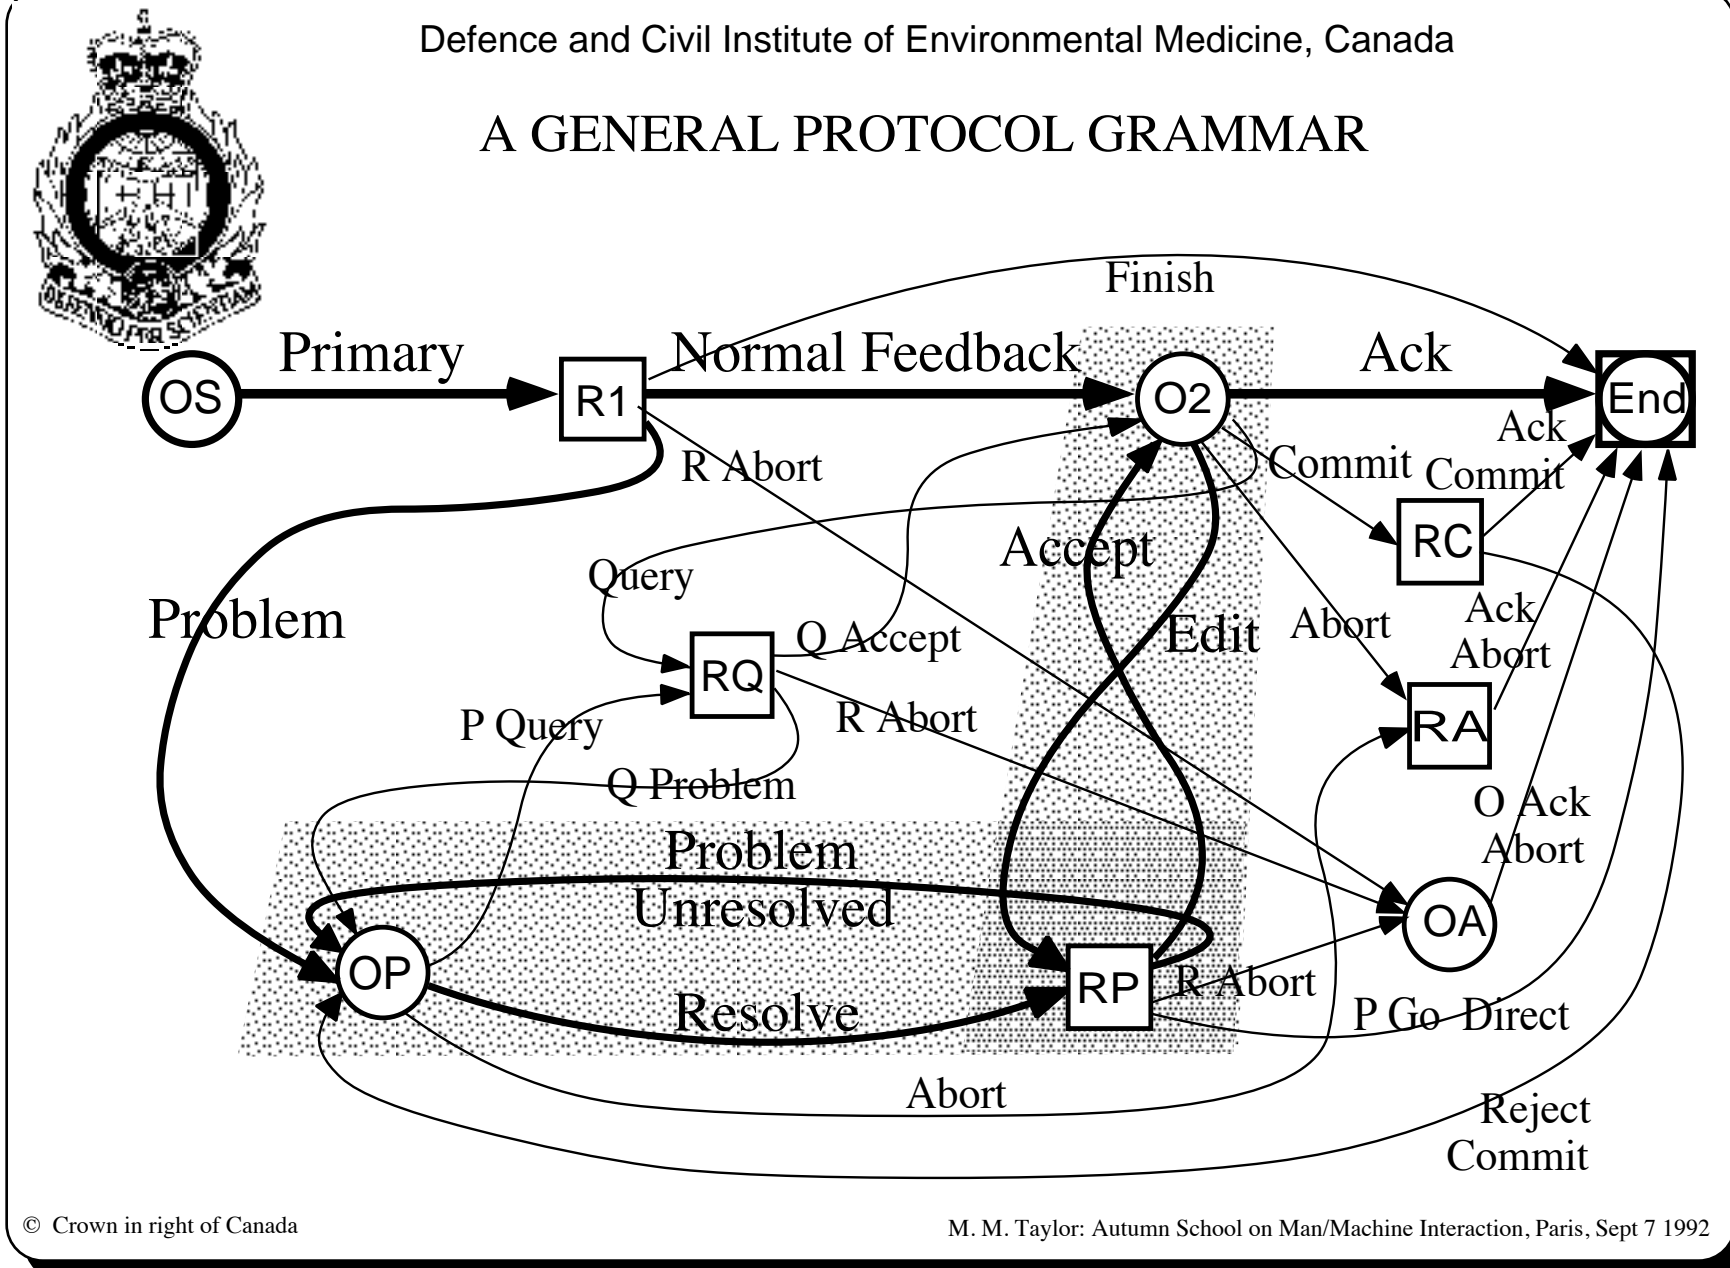 Defence and Civil Institute of Environmental Medicine, Canada
A GENERAL PROTOCOL GRAMMAR
Finish
Primary
Normal Feedback
Ack
OS
R1
O2
End
R Abort
Commit
Ack
Commit
RC
Accept
Query
Problem
Q Accept
Edit
Abort
Ack
Abort
RQ
P Query
R Abort
RA
Q Problem
O Ack
Abort
Problem
Unresolved
OA
OP
RP
R Abort
Resolve
P Go Direct
Abort
Reject
Commit
© Crown in right of Canada
M. M. Taylor: Autumn School on Man/Machine Interaction, Paris, Sept 7 1992